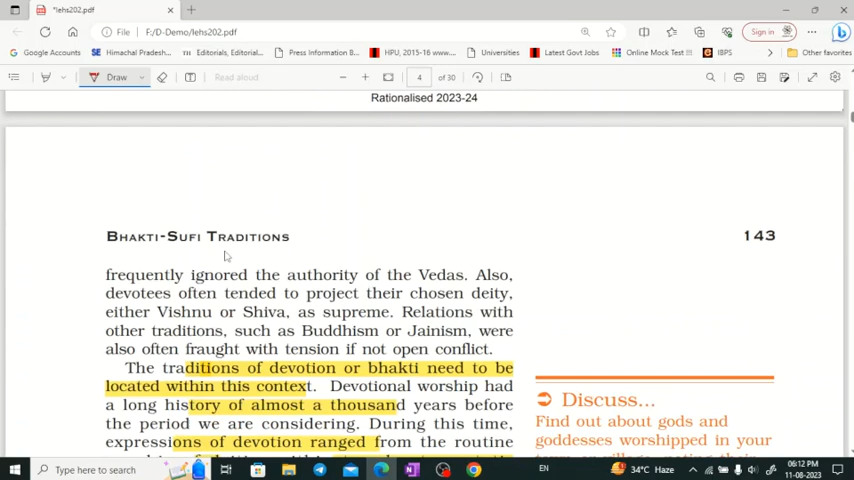 *lehs202.pdf
File F:/D-Demo/lehs202.pdf
Sign in
Google Accounts Himachal Pradesh... TH Editorials, Editorial... Press Information B... HPU, 2015-16 www.... Universities Latest Govt Jobs Online Mock Test !!... IBPS Other favorites
Draw Read aloud 4 of 30
Rationalised 2023-24
BHAKTI-SUFI TRADITIONS 143
frequently ignored the authority of the Vedas. Also,
devotees often tended to project their chosen deity,
either Vishnu or Shiva, as supreme. Relations with
other traditions, such as Buddhism or Jainism, were
also often fraught with tension if not open conflict.
The traditions of devotion or bhakti need to be
located within this context. Devotional worship had
a long history of almost a thousand years before
the period we are considering. During this time,
expressions of devotion ranged from the routine
Discuss...
Find out about gods and
goddesses worshipped in your
Type here to search
34°C Haze
EN
06:12 PM
11-08-2023